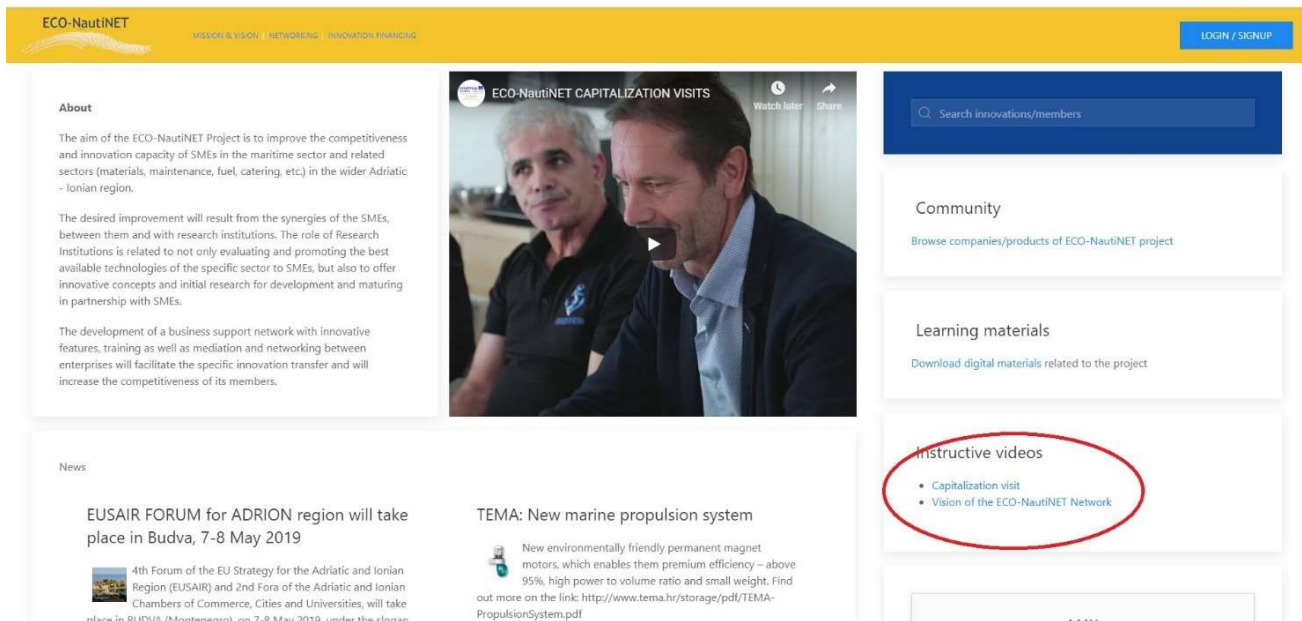 ECO-NautiNET
MISSION & VISION | NETWORKING | INNOVATION FINANCING
LOGIN / SIGNUP
About
The aim of the ECO-NautiNET Project is to improve the competitiveness
and innovation capacity of SMEs in the maritime sector and related
sectors (materials, maintenance, fuel, catering, etc.) in the wider Adriatic
- Ionian region.
The desired improvement will result from the synergies of the SMEs,
between them and with research institutions. The role of Research
Institutions is related to not only evaluating and promoting the best
available technologies of the specific sector to SMEs, but also to offer
innovative concepts and initial research for development and maturing
in partnership with SMEs.
The development of a business support network with innovative
features, training as well as mediation and networking between
enterprises will facilitate the specific innovation transfer and will
increase the competitiveness of its members.
ECO-NautiNET CAPITALIZATION VISITS
Watch later
Share
Search innovations/members
Community
Browse companies/products of ECO-NautiNET project
Learning materials
Download digital materials related to the project
Instructive videos
• Capitalization visit
• Vision of the ECO-NautiNET Network
News
EUSAIR FORUM for ADRION region will take
place in Budva, 7-8 May 2019
4th Forum of the EU Strategy for the Adriatic and Ionian
Region (EUSAIR) and 2nd Fora of the Adriatic and Ionian
Chambers of Commerce, Cities and Universities, will take
place in BUDVA (Montenegro), on 7-8 May 2019, under the slogan
TEMA: New marine propulsion system
New environmentally friendly permanent magnet
motors, which enables them premium efficiency – above
95%, high power to volume ratio and small weight. Find
out more on the link: http://www.tema.hr/storage/pdf/TEMA-
PropulsionSystem.pdf